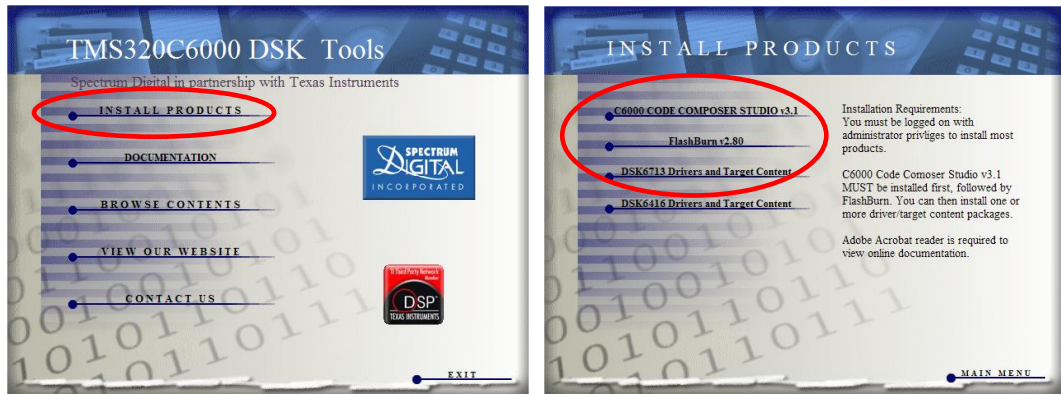 TMS320C6000 DSK Tools
Spectrum Digital in partnership with Texas Instruments
INSTALL PRODUCTS
DOCUMENTATION
BROWSE CONTENTS
VIEW OUR WEBSITE
CONTACT US
SPECTRUM
DIGITAL
INCORPORATED
TI Third Party Network
Member
DSP
TEXAS INSTRUMENTS
EXIT
INSTALL PRODUCTS
C6000 CODE COMPOSER STUDIO v3.1
FlashBurn v2.80
DSK6713 Drivers and Target Content
DSK6416 Drivers and Target Content
Installation Requirements:
You must be logged on with
administrator privliges to install most
products.
C6000 Code Comoser Studio v3.1
MUST be installed first, followed by
FlashBurn. You can then install one or
more driver/target content packages.
Adobe Acrobat reader is required to
view online documentation.
MAIN MENU